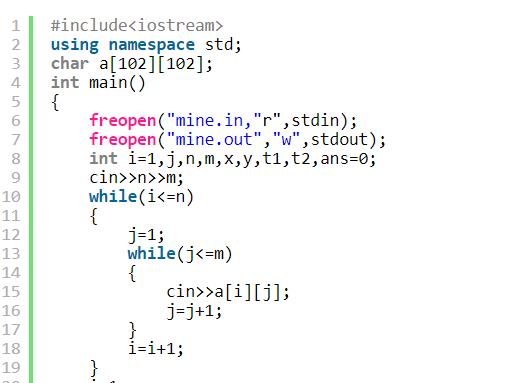 1 #include<iostream>
2 using namespace std;
3 char a[102][102];
4 int main()
5 {
6 freopen("mine.in,"r",stdin);
7 freopen("mine.out","w",stdout);
8 int i=1,j,n,m,x,y,t1,t2,ans=0;
9 cin>>n>>m;
10 while(i<=n)
11 {
12 j=1;
13 while(j<=m)
14 {
15 cin>>a[i][j];
16 j=j+1;
17 }
18 i=i+1;
19 }